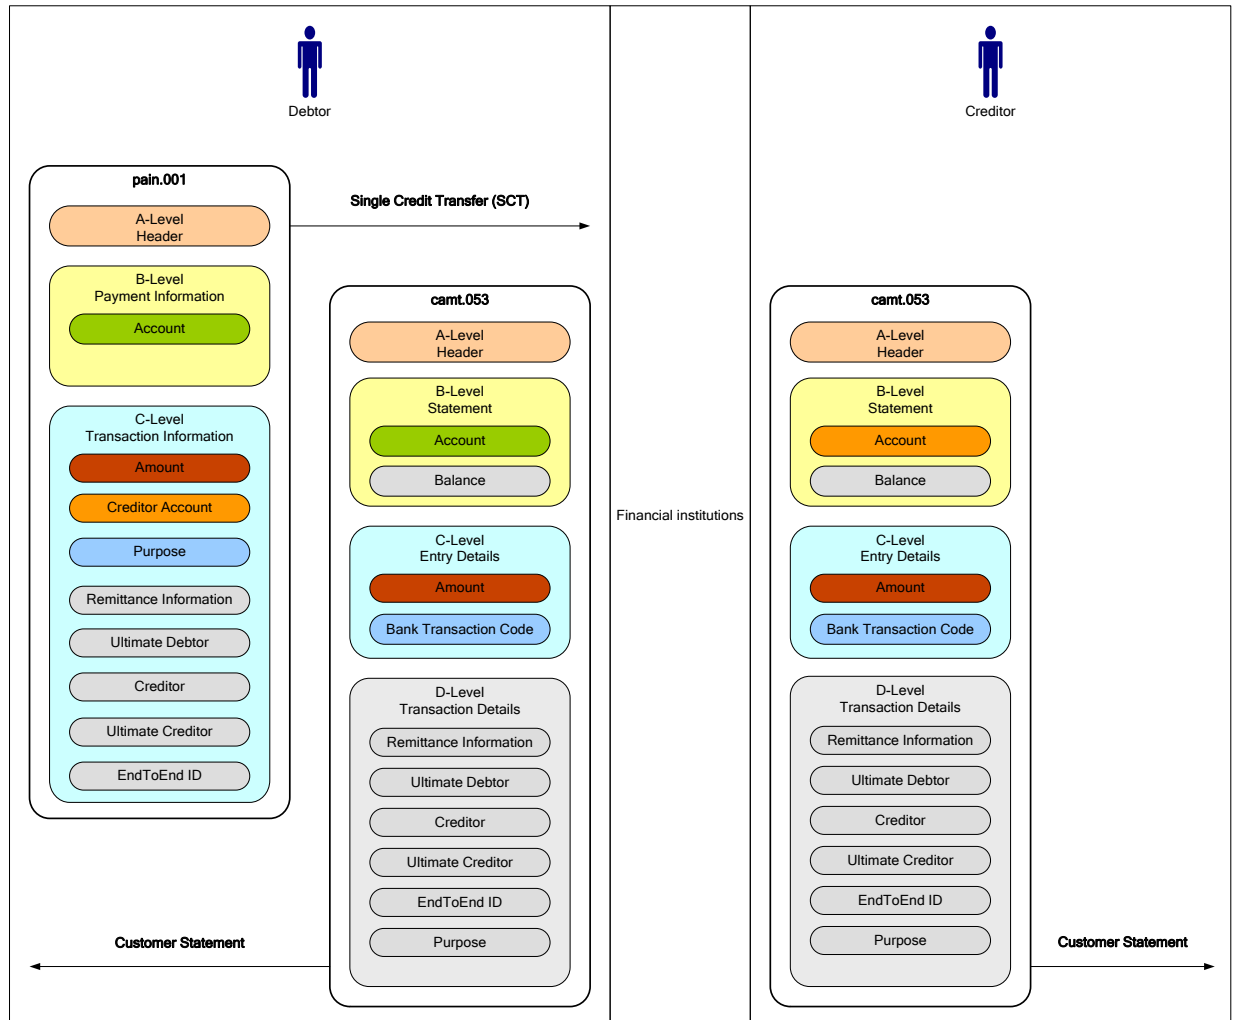 Debtor
Creditor
pain.001
A-Level
Header
B-Level
Payment Information
Account
C-Level
Transaction Information
Amount
Creditor Account
Purpose
Remittance Information
Ultimate Debtor
Creditor
Ultimate Creditor
EndToEnd ID
Single Credit Transfer (SCT)
camt.053
A-Level
Header
B-Level
Statement
Account
Balance
C-Level
Entry Details
Amount
Bank Transaction Code
D-Level
Transaction Details
Remittance Information
Ultimate Debtor
Creditor
Ultimate Creditor
EndToEnd ID
Purpose
Customer Statement
Financial institutions
camt.053
A-Level
Header
B-Level
Statement
Account
Balance
C-Level
Entry Details
Amount
Bank Transaction Code
D-Level
Transaction Details
Remittance Information
Ultimate Debtor
Creditor
Ultimate Creditor
EndToEnd ID
Purpose
Customer Statement